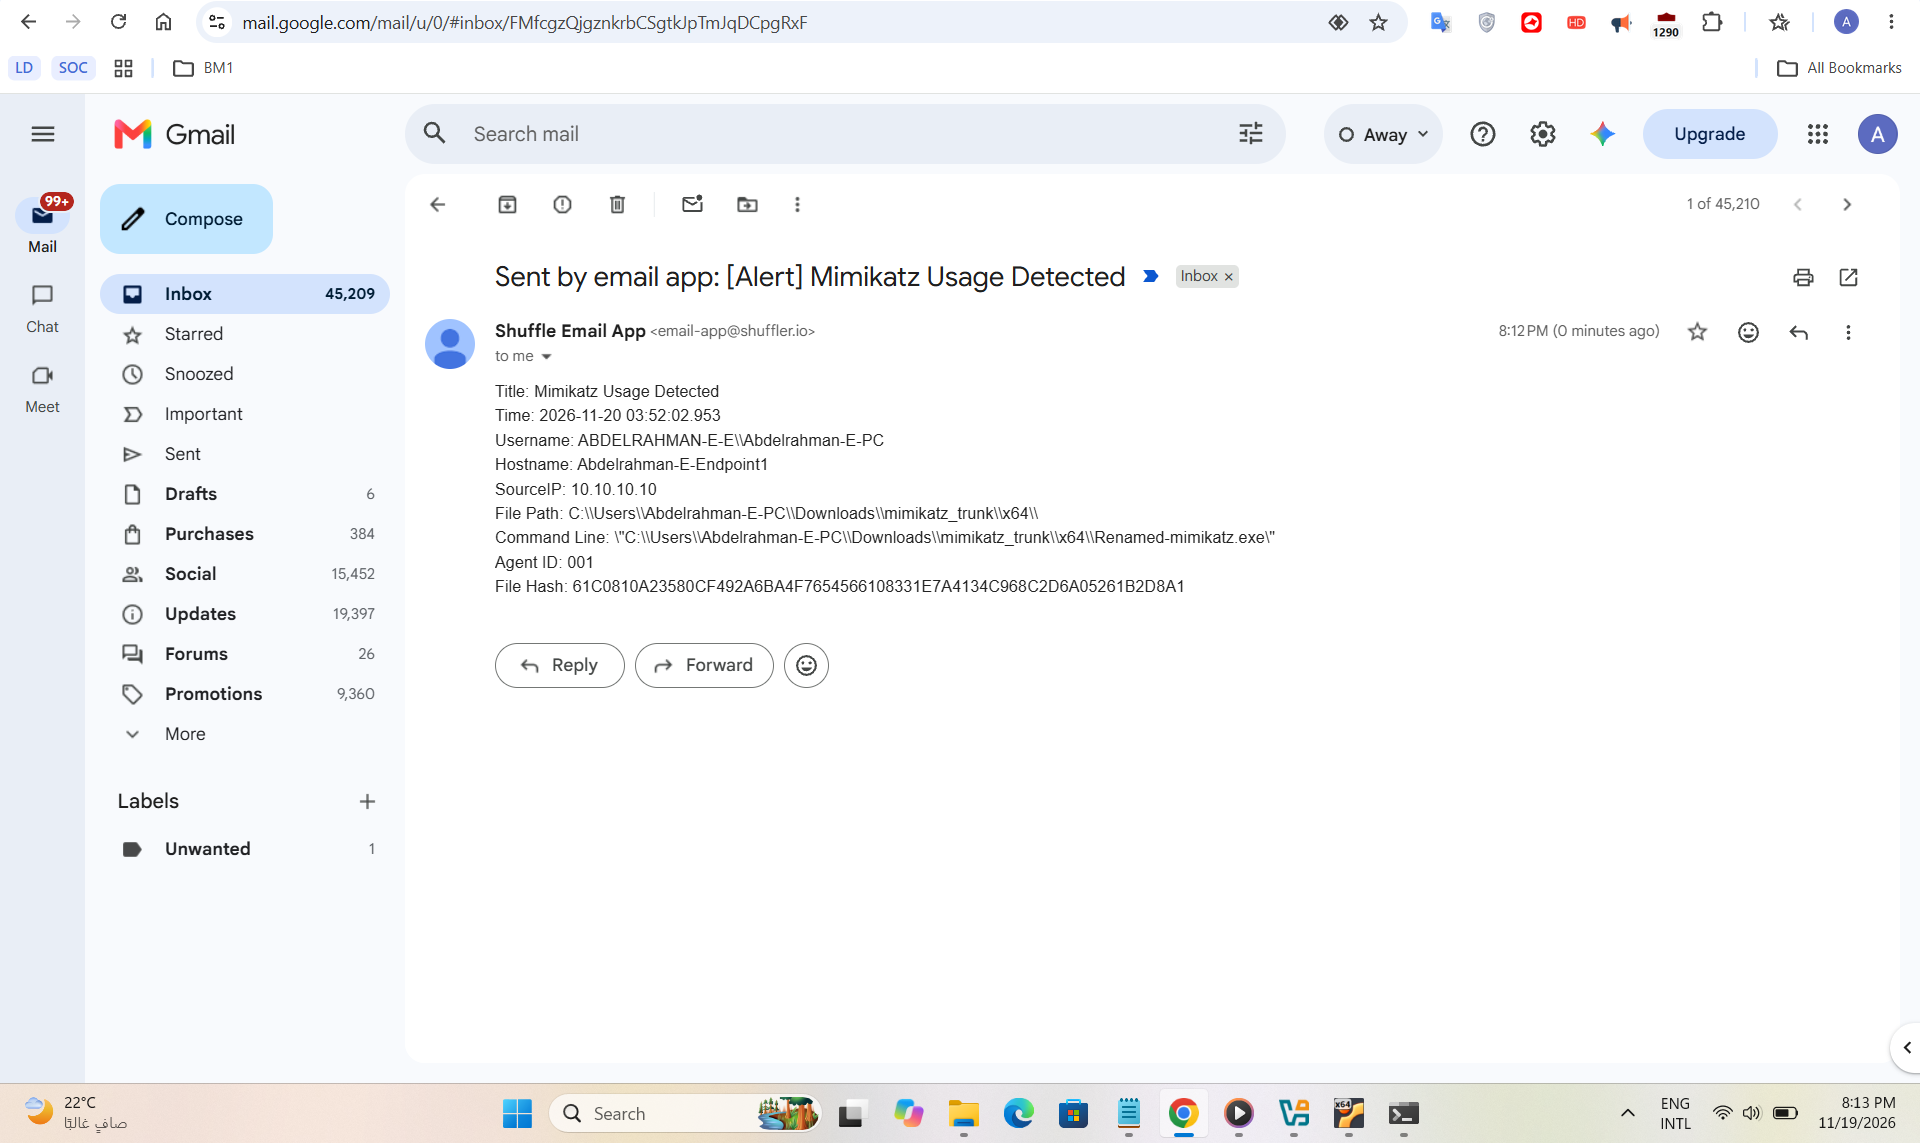 mail.google.com/mail/u/0/#inbox/FMfcgzQjgznkrbCSgtkJpTmJqDCpgRxF
HD
1290
A
LD
SOC
BM1
All Bookmarks
Gmail
Search mail
Away
Upgrade
A
99+
Mail
Chat
Meet
Compose
Inbox 45,209
Starred
Snoozed
Important
Sent
Drafts 6
Purchases 384
Social 15,452
Updates 19,397
Forums 26
Promotions 9,360
More
Labels
Unwanted 1
1 of 45,210
Sent by email app: [Alert] Mimikatz Usage Detected
Inbox ×
Shuffle Email App <email-app@shuffler.io>
8:12 PM (0 minutes ago)
to me
Title: Mimikatz Usage Detected
Time: 2026-11-20 03:52:02.953
Username: ABDELRAHMAN-E-E\\Abdelrahman-E-PC
Hostname: Abdelrahman-E-Endpoint1
SourceIP: 10.10.10.10
File Path: C:\\Users\\Abdelrahman-E-PC\\Downloads\\mimikatz_trunk\\x64\\
Command Line: \"C:\\Users\\Abdelrahman-E-PC\\Downloads\\mimikatz_trunk\\x64\\Renamed-mimikatz.exe\"
Agent ID: 001
File Hash: 61C0810A23580CF492A6BA4F7654566108331E7A4134C968C2D6A05261B2D8A1
Reply
Forward
22°C
صافٍ غالبًا
Search
x64
ENG
INTL
8:13 PM
11/19/2026